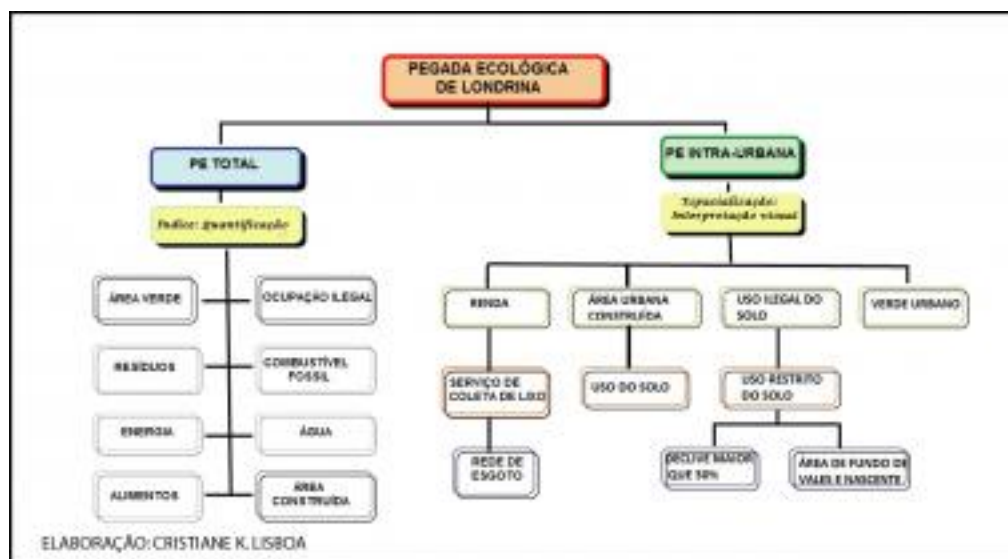 PEGADA ECOLÓGICA
DE LONDRINA
PE TOTAL
PE INTRA-URBANA
Indice: Quantificação
Espacialização:
Interpretação visual
ÁREA VERDE
OCUPAÇÃO ILEGAL
RESÍDUOS
COMBUSTÍVEL
FOSSIL
ENERGIA
ÁGUA
ALIMENTOS
ÁREA
CONSTRUÍDA
RENDA
ÁREA URBANA
CONSTRUÍDA
USO ILEGAL DO
SOLO
VERDE URBANO
SERVIÇO DE
COLETA DE LIXO
USO DO SOLO
USO RESTRITO
DO SOLO
REDE DE
ESGOTO
DECLIVE MAIOR
QUE 30%
ÁREA DE FUNDO DE
VALES E NASCENTE
ELABORAÇÃO: CRISTIANE K. LISBOA